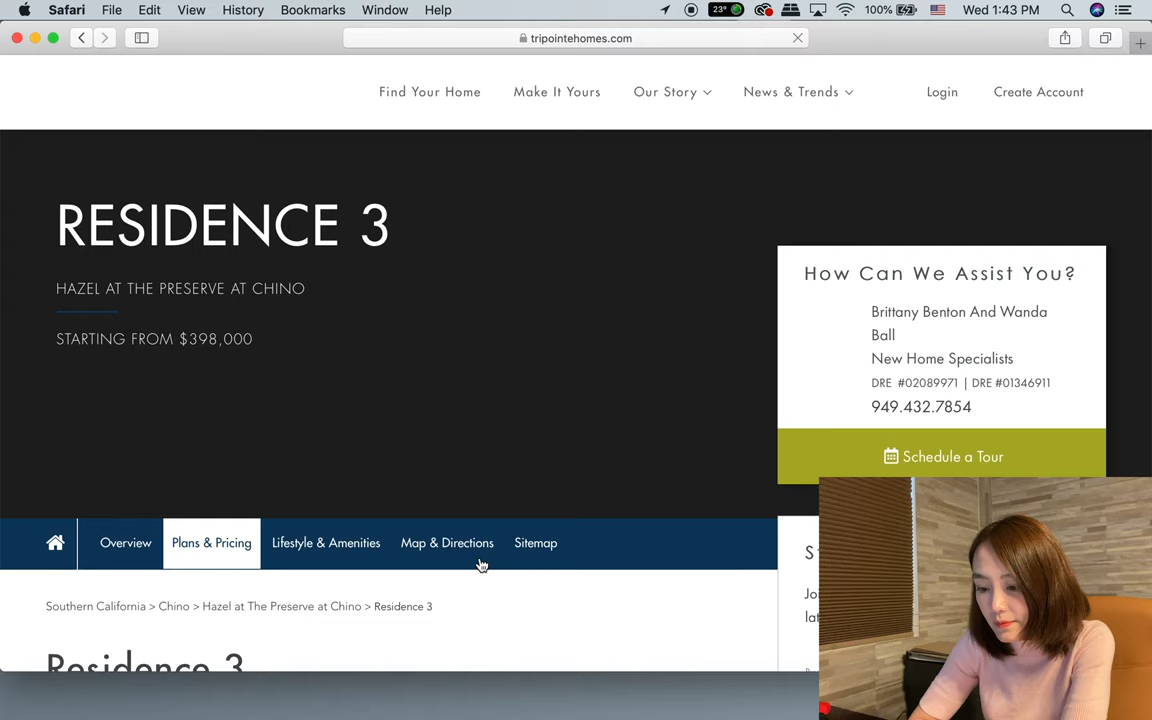 Safari File Edit View History Bookmarks Window Help 23° 100% Wed 1:43 PM
tripointehomes.com
Find Your Home Make It Yours Our Story News & Trends Login Create Account
RESIDENCE 3
HAZEL AT THE PRESERVE AT CHINO
STARTING FROM $398,000
How Can We Assist You?
Brittany Benton And Wanda
Ball
New Home Specialists
DRE #02089971 | DRE #01346911
949.432.7854
Schedule a Tour
Overview Plans & Pricing Lifestyle & Amenities Map & Directions Sitemap
Southern California > Chino > Hazel at The Preserve at Chino > Residence 3
Residence 3